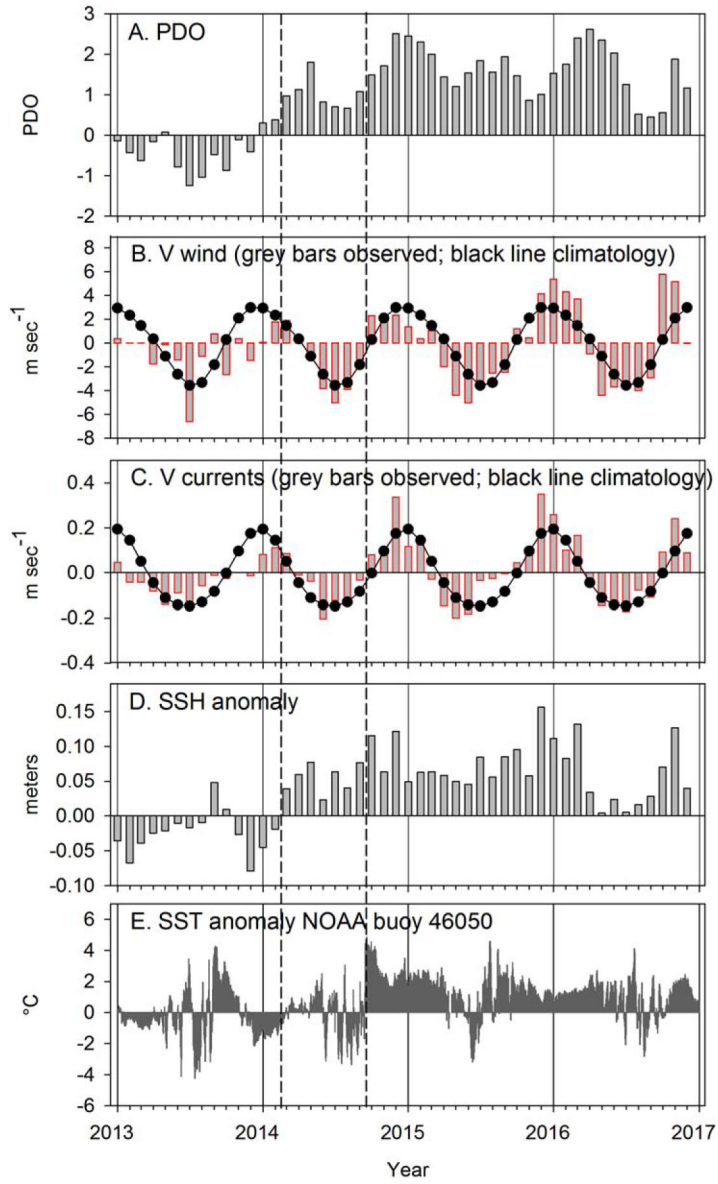 A. PDO
3
2
1
0
-1
-2
PDO
B. V wind (grey bars observed; black line climatology)
8
6
4
2
0
-2
-4
-6
-8
m sec⁻¹
C. V currents (grey bars observed; black line climatology)
0.4
0.2
0.0
-0.2
-0.4
m sec⁻¹
D. SSH anomaly
0.15
0.10
0.05
0.00
-0.05
-0.10
meters
E. SST anomaly NOAA buoy 46050
6
4
2
0
-2
-4
-6
°C
2013 2014 2015 2016 2017
Year